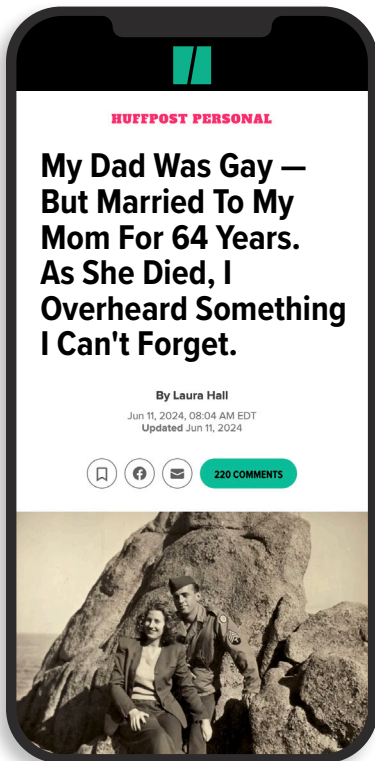 HUFFPOST PERSONAL
My Dad Was Gay —
But Married To My
Mom For 64 Years.
As She Died, I
Overheard Something
I Can't Forget.
By Laura Hall
Jun 11, 2024, 08:04 AM EDT
Updated Jun 11, 2024
220 COMMENTS